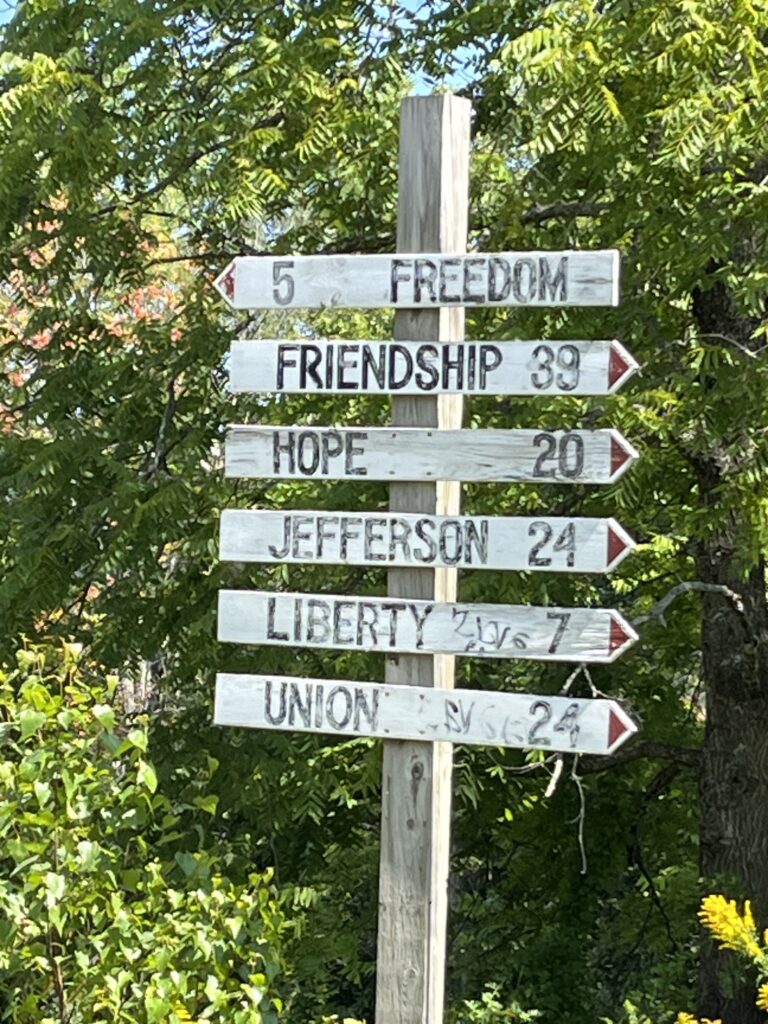 5 FREEDOM
FRIENDSHIP 39
HOPE 20
JEFFERSON 24
LIBERTY 7
UNION 24